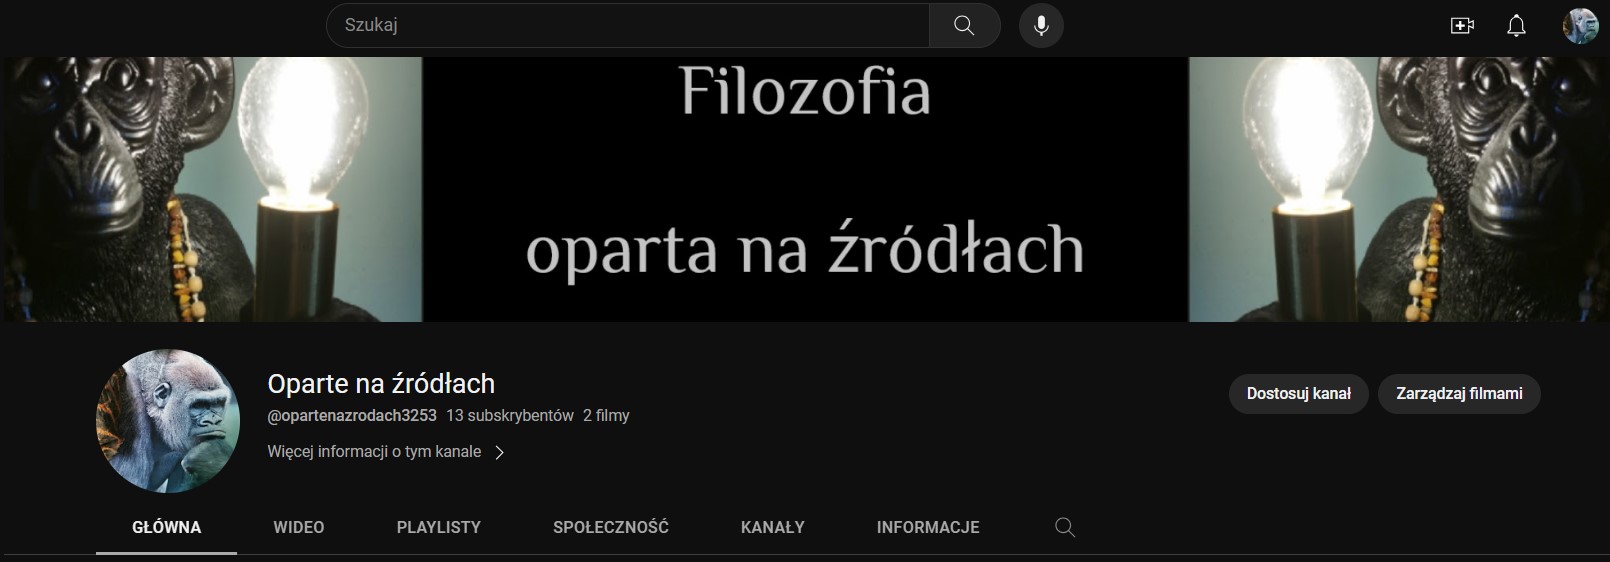 Szukaj
Filozofia
oparta na źródłach
Oparte na źródłach
@opartenazrodach3253 13 subskrybentów 2 filmy
Więcej informacji o tym kanale
Dostosuj kanał
Zarządzaj filmami
GŁÓWNA WIDEO PLAYLISTY SPOŁECZNOŚĆ KANAŁY INFORMACJE